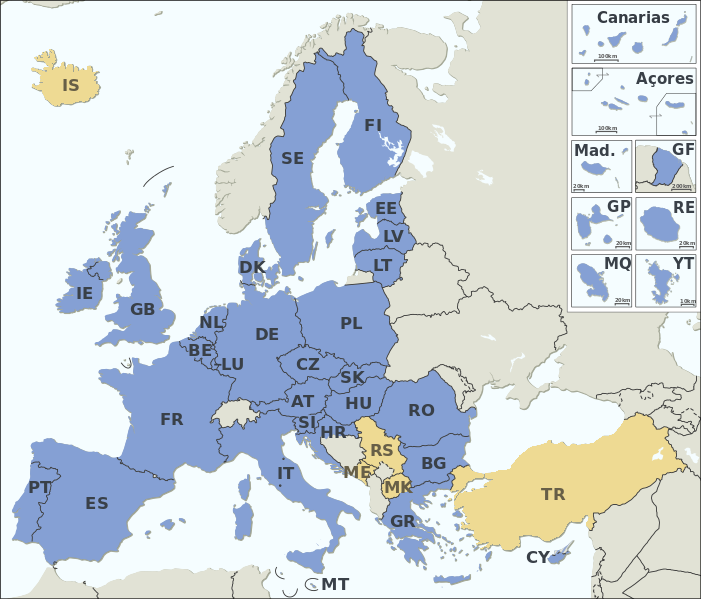 Canarias
100km
Açores
100km
Mad.
20km
GF
200km
GP
20km
RE
20km
MQ
20km
YT
10km
IS
FI
SE
EE
LV
LT
DK
IE
GB
NL
DE
PL
BE
LU
CZ
SK
AT
HU
RO
FR
SI
HR
RS
BG
IT
ME
MK
PT
ES
TR
GR
CY
MT